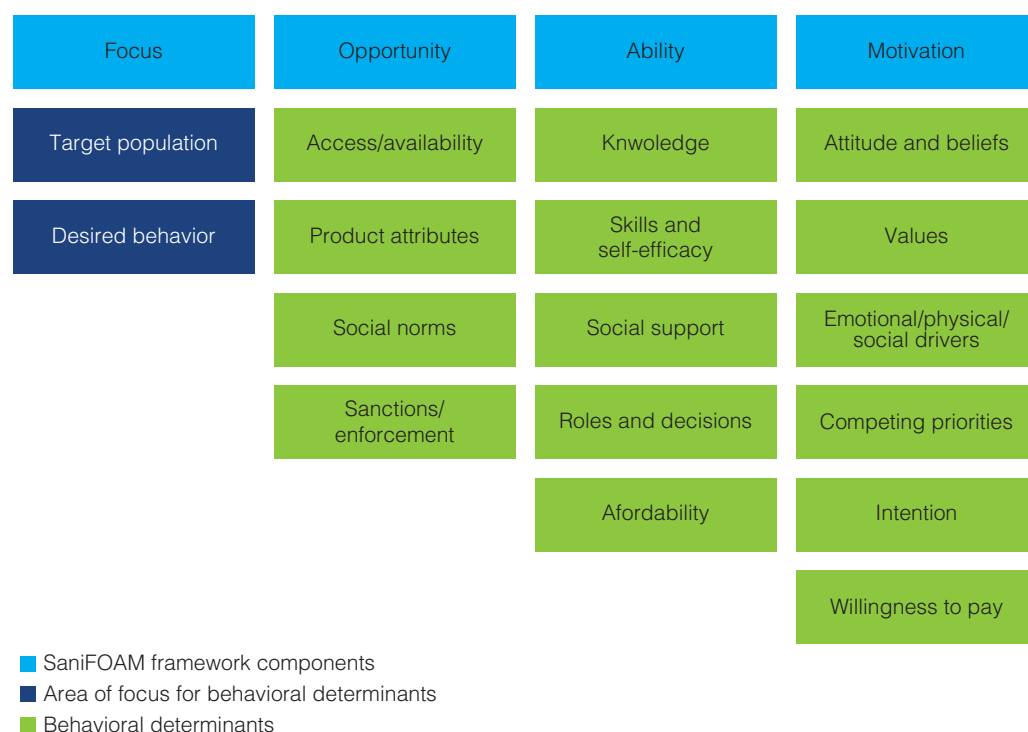 Focus
Opportunity
Ability
Motivation
Target population
Access/availability
Knwoledge
Attitude and beliefs
Desired behavior
Product attributes
Skills and
self-efficacy
Values
Social norms
Social support
Emotional/physical/
social drivers
Sanctions/
enforcement
Roles and decisions
Competing priorities
Afordability
Intention
Willingness to pay
SaniFOAM framework components
Area of focus for behavioral determinants
Behavioral determinants